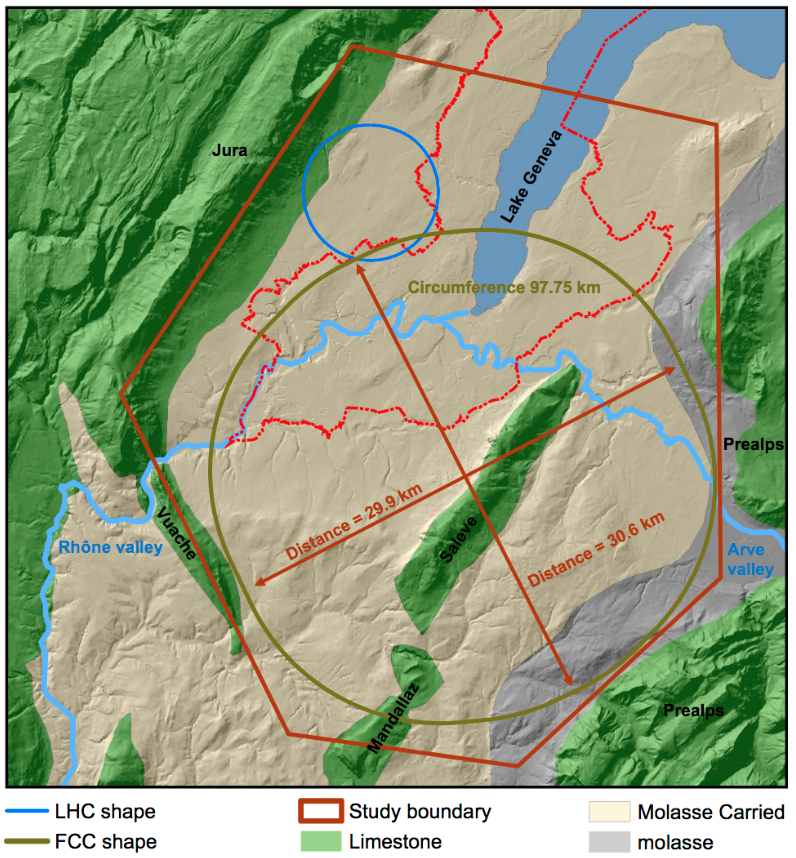 Jura
Lake Geneva
Circumference 97.75 km
Prealps
Distance = 29.9 km
Vuache
Rhône valley
Salève
Distance = 30.6 km
Arve
valley
Mandallaz
Prealps
LHC shape
Study boundary
Molasse Carried
FCC shape
Limestone
molasse